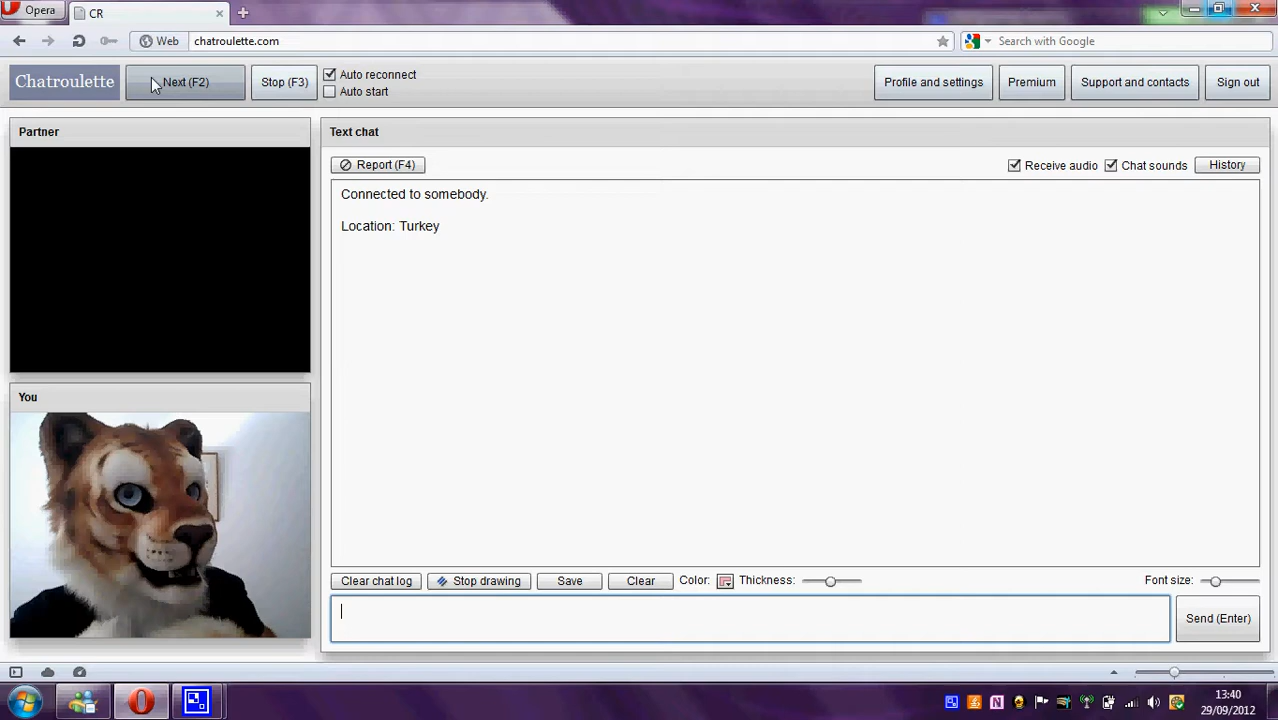 Opera
CR
Web
chatroulette.com
Search with Google
Chatroulette
Next (F2)
Stop (F3)
Auto reconnect
Auto start
Profile and settings
Premium
Support and contacts
Sign out
Partner
Text chat
Report (F4)
Receive audio
Chat sounds
History
Connected to somebody.
Location: Turkey
You
Clear chat log
Stop drawing
Save
Clear
Color:
Thickness:
Font size:
Send (Enter)
13:40
29/09/2012